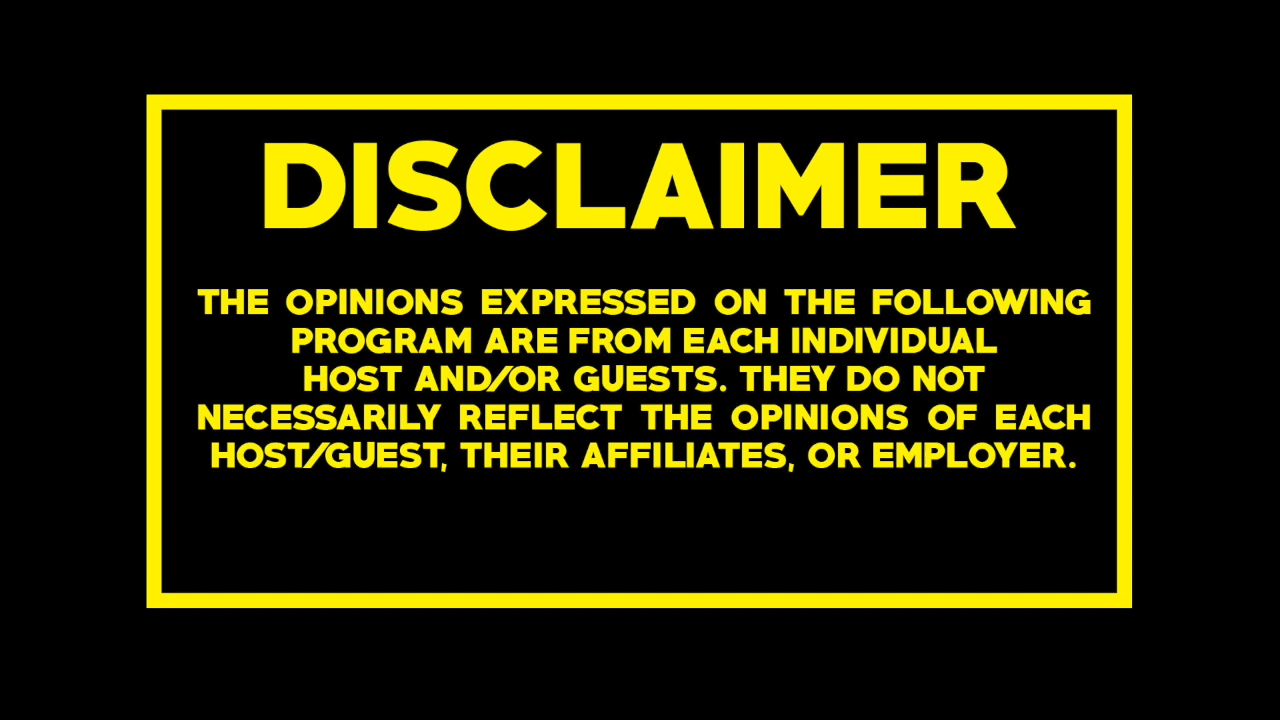 DISCLAIMER
THE OPINIONS EXPRESSED ON THE FOLLOWING
PROGRAM ARE FROM EACH INDIVIDUAL
HOST AND/OR GUESTS. THEY DO NOT
NECESSARILY REFLECT THE OPINIONS OF EACH
HOST/GUEST, THEIR AFFILIATES, OR EMPLOYER.